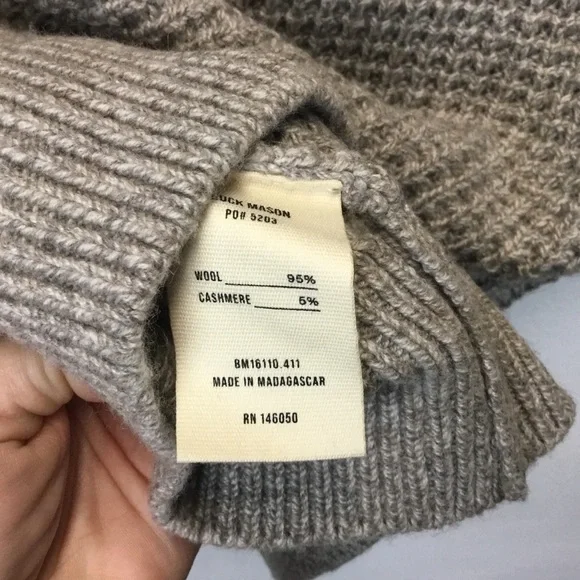 BUCK MASON
PO# 5203
WOOL 95%
CASHMERE 5%
BM16110.411
MADE IN MADAGASCAR
RN 146050